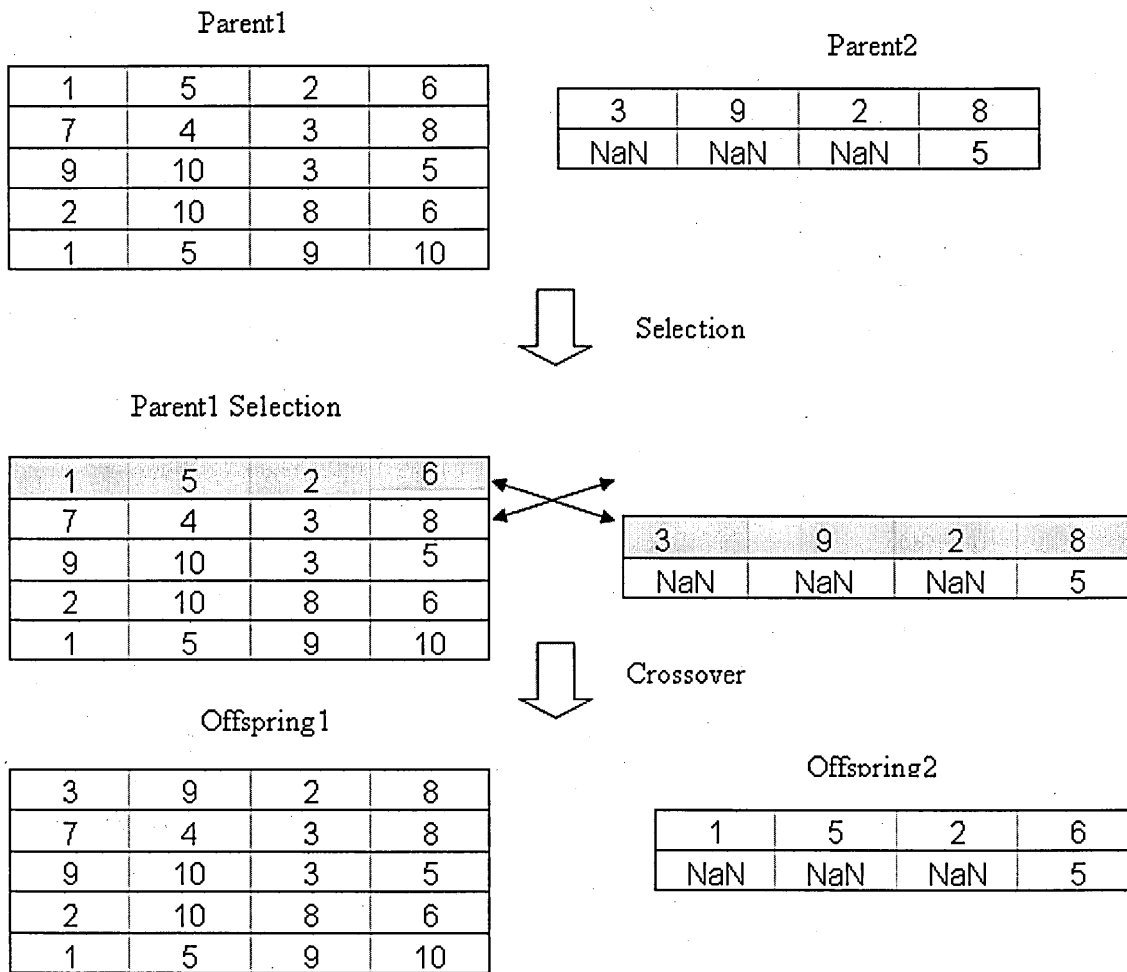 Parent1
1 5 2 6
7 4 3 8
9 10 3 5
2 10 8 6
1 5 9 10
Parent2
3 9 2 8
NaN NaN NaN 5
Selection
Parent1 Selection
1 5 2 6
7 4 3 8
9 10 3 5
2 10 8 6
1 5 9 10
3 9 2 8
NaN NaN NaN 5
Crossover
Offspring1
3 9 2 8
7 4 3 8
9 10 3 5
2 10 8 6
1 5 9 10
Offspring2
1 5 2 6
NaN NaN NaN 5